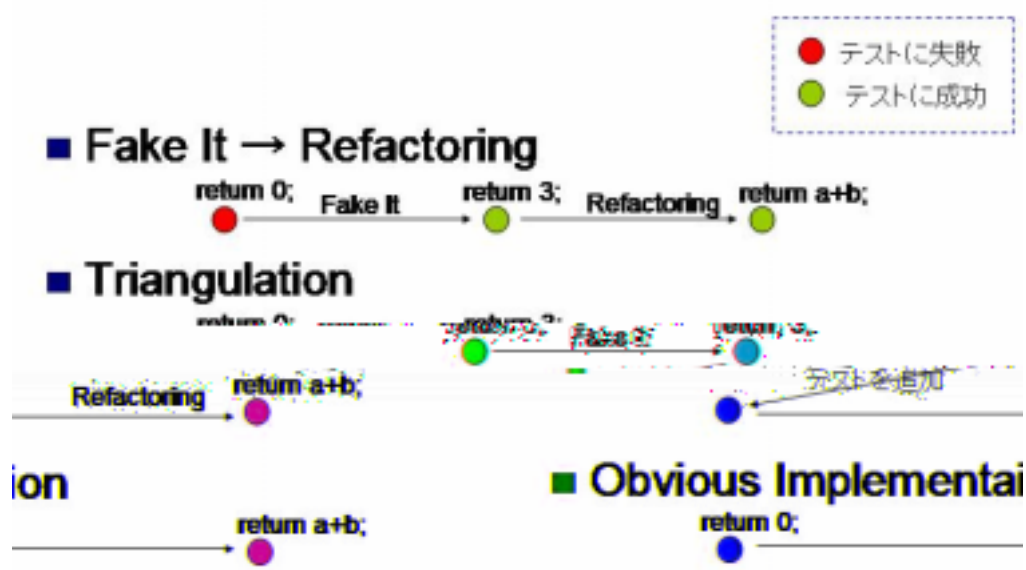 テストに失敗
テストに成功
Fake It → Refactoring
return 0; Fake It return 3; Refactoring return a+b;
Triangulation
return 0; return 3;
テストを追加
Refactoring return a+b;
ion Obvious Implementai
return a+b; return 0;